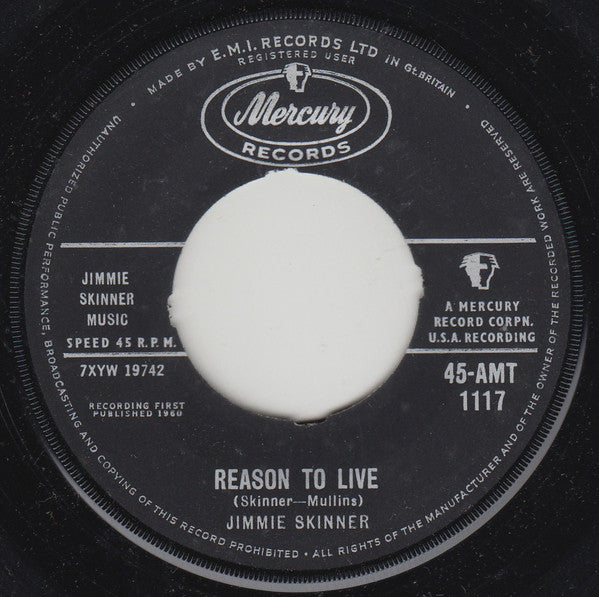 MADE BY E.M.I. RECORDS LTD IN GT.BRITAIN
REGISTERED USER
Mercury
RECORDS
JIMMIE
SKINNER
MUSIC
SPEED 45 R.P.M.
7XYW 19742
RECORDING FIRST
PUBLISHED 1960
A MERCURY
RECORD CORPN.
U.S.A. RECORDING
45-AMT
1117
REASON TO LIVE
(Skinner—Mullins)
JIMMIE SKINNER
ALL RIGHTS OF THE MANUFACTURER AND OF THE OWNER OF THE RECORDED WORK ARE RESERVED • UNAUTHORIZED PUBLIC PERFORMANCE, BROADCASTING AND COPYING OF THIS RECORD PROHIBITED •